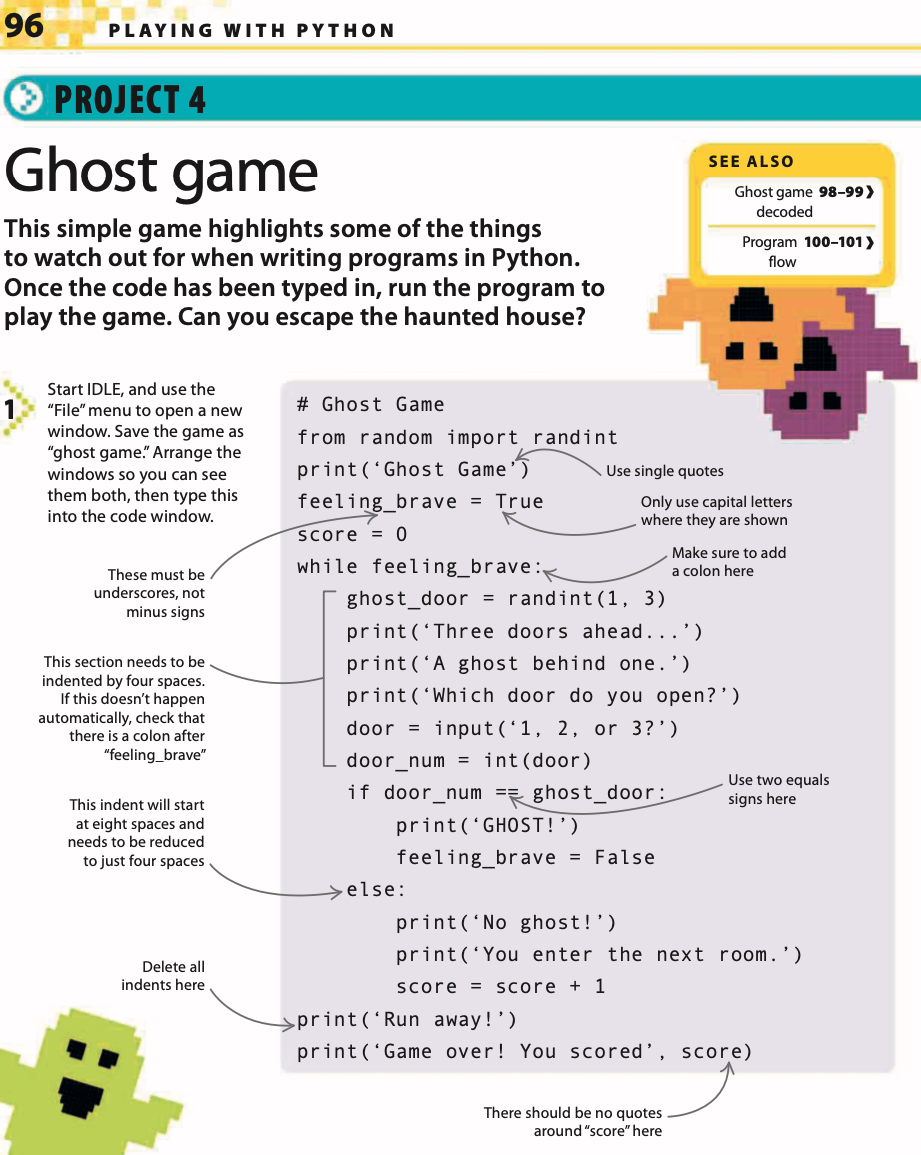 96 PLAYING WITH PYTHON
PROJECT 4
Ghost game
This simple game highlights some of the things
to watch out for when writing programs in Python.
Once the code has been typed in, run the program to
play the game. Can you escape the haunted house?
SEE ALSO
Ghost game 98–99 ❯
decoded
Program 100–101 ❯
flow
1
Start IDLE, and use the
“File” menu to open a new
window. Save the game as
“ghost game.” Arrange the
windows so you can see
them both, then type this
into the code window.
These must be
underscores, not
minus signs
This section needs to be
indented by four spaces.
If this doesn’t happen
automatically, check that
there is a colon after
“feeling_brave”
This indent will start
at eight spaces and
needs to be reduced
to just four spaces
Delete all
indents here
# Ghost Game
from random import randint
print(‘Ghost Game’)
feeling_brave = True
score = 0
while feeling_brave:
    ghost_door = randint(1, 3)
    print(‘Three doors ahead...’)
    print(‘A ghost behind one.’)
    print(‘Which door do you open?’)
    door = input(‘1, 2, or 3?’)
    door_num = int(door)
    if door_num == ghost_door:
        print(‘GHOST!’)
        feeling_brave = False
    else:
        print(‘No ghost!’)
        print(‘You enter the next room.’)
        score = score + 1
print(‘Run away!’)
print(‘Game over! You scored’, score)
Use single quotes
Only use capital letters
where they are shown
Make sure to add
a colon here
Use two equals
signs here
There should be no quotes
around “score” here